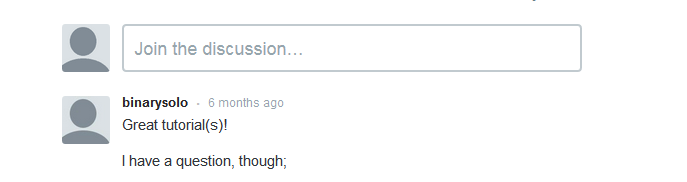 Join the discussion...
binarysolo · 6 months ago
Great tutorial(s)!
I have a question, though;